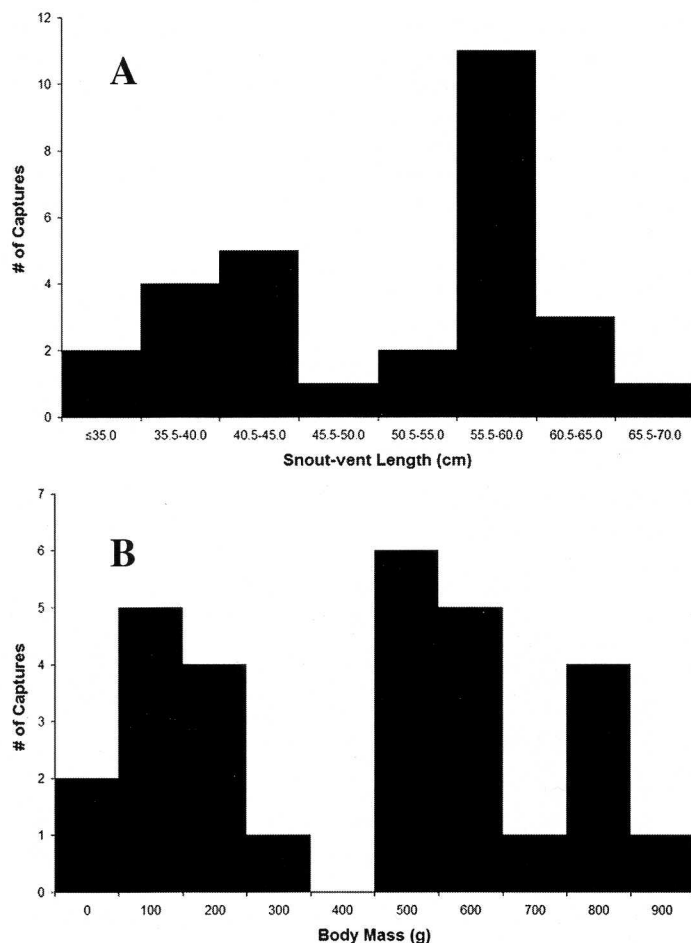 12
A
10
8
6
4
2
0
# of Captures
≤35.0 35.5-40.0 40.5-45.0 45.5-50.0 50.5-55.0 55.5-60.0 60.5-65.0 65.5-70.0
Snout-vent Length (cm)
7
B
6
5
4
3
2
1
0
# of Captures
0 100 200 300 400 500 600 700 800 900
Body Mass (g)